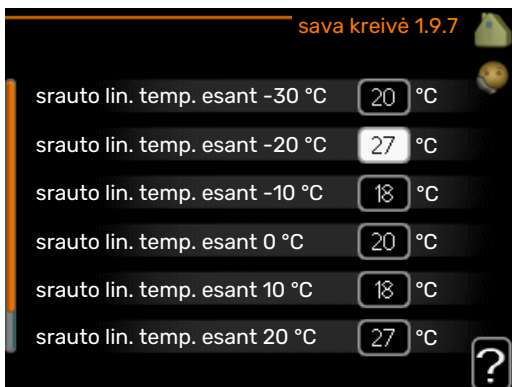 sava kreivė 1.9.7
srauto lin. temp. esant -30 °C 20 °C
srauto lin. temp. esant -20 °C 27 °C
srauto lin. temp. esant -10 °C 18 °C
srauto lin. temp. esant 0 °C 20 °C
srauto lin. temp. esant 10 °C 18 °C
srauto lin. temp. esant 20 °C 27 °C
?